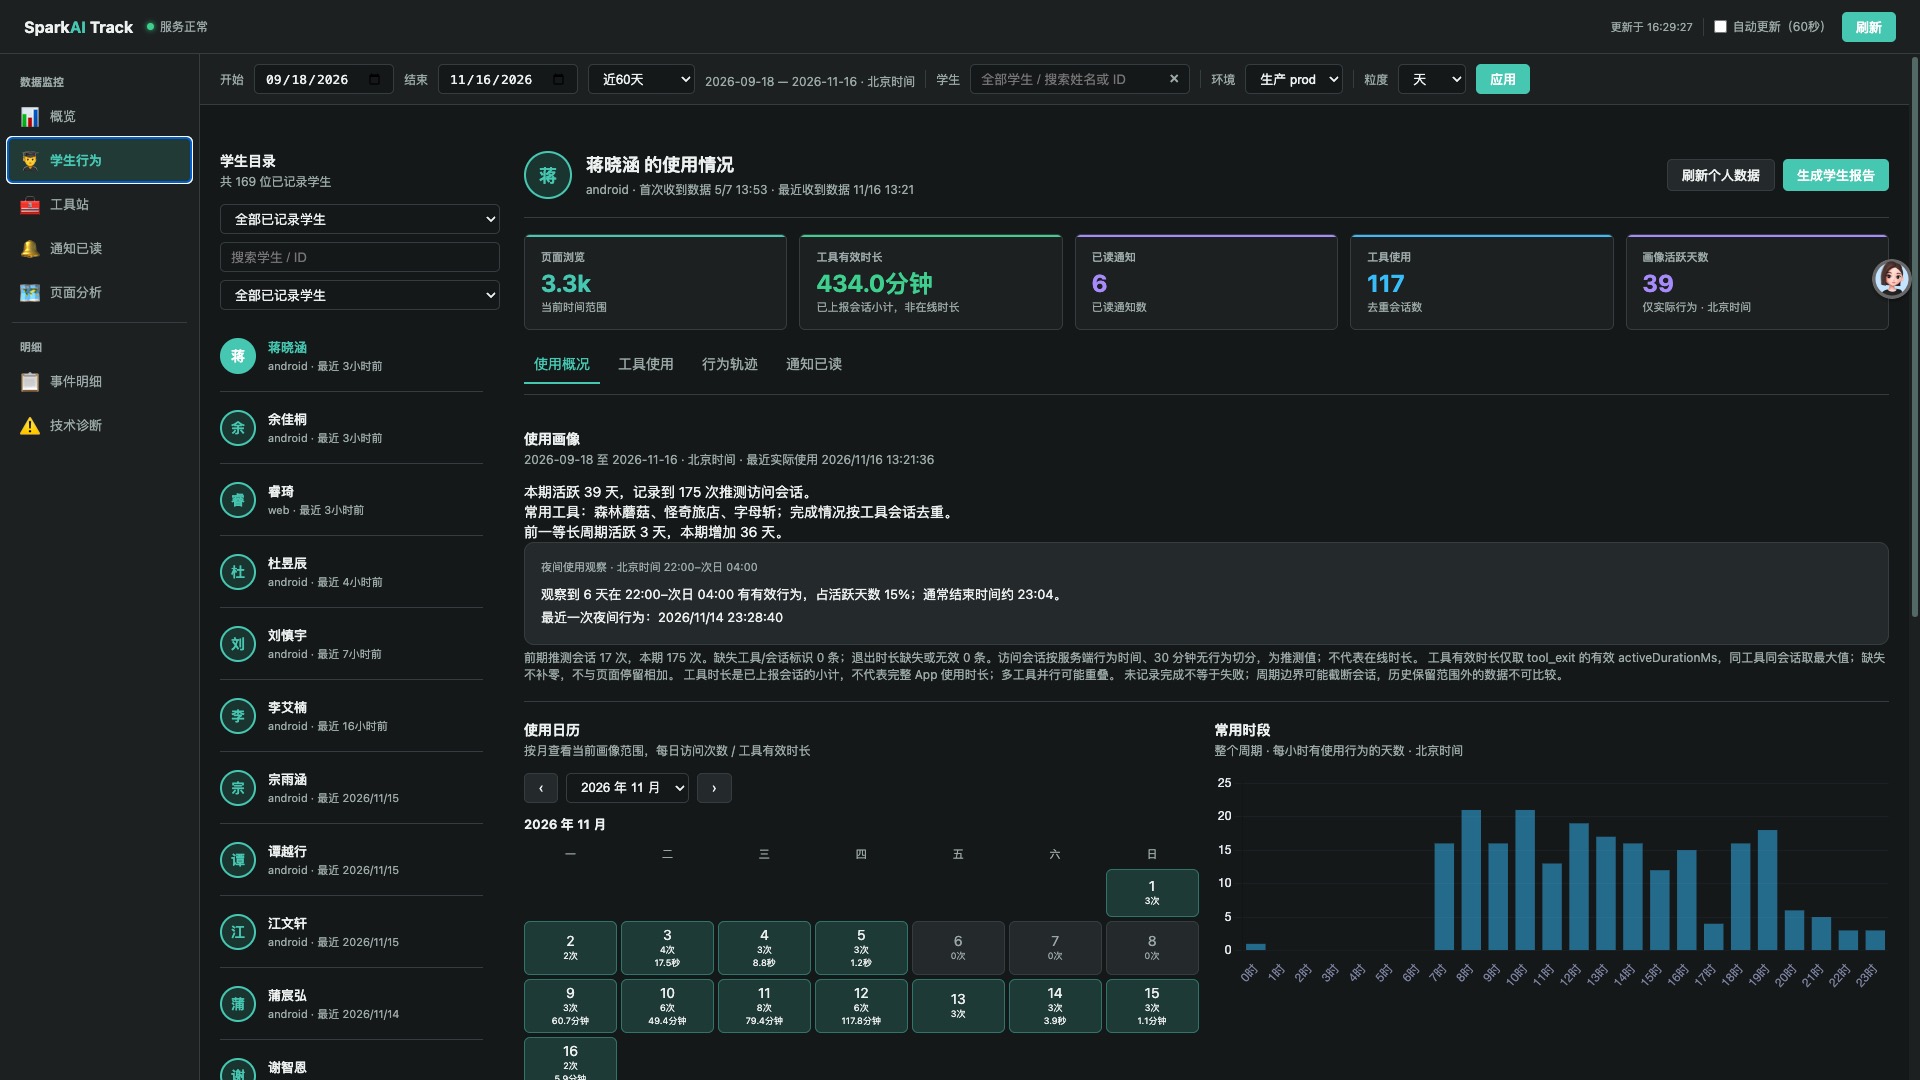 SparkAI Track
服务正常
更新于 16:29:27
自动更新（60秒）
刷新
数据监控
概览
学生行为
工具站
通知已读
页面分析
明细
事件明细
技术诊断
开始 09/18/2026 结束 11/16/2026 近60天 2026-09-18 — 2026-11-16 · 北京时间 学生 全部学生 / 搜索姓名或 ID × 环境 生产 prod 粒度 天 应用
学生目录
共 169 位已记录学生
全部已记录学生
搜索学生 / ID
全部已记录学生
蒋 蒋晓涵
android · 最近 3小时前
余 余佳桐
android · 最近 3小时前
睿 睿琦
web · 最近 3小时前
杜 杜昱辰
android · 最近 4小时前
刘 刘慎宇
android · 最近 7小时前
李 李艾楠
android · 最近 16小时前
宗 宗雨涵
android · 最近 2026/11/15
谭 谭越行
android · 最近 2026/11/15
江 江文轩
android · 最近 2026/11/15
蒲 蒲宸弘
android · 最近 2026/11/14
谢 谢智恩
蒋
蒋晓涵 的使用情况
android · 首次收到数据 5/7 13:53 · 最近收到数据 11/16 13:21
刷新个人数据
生成学生报告
页面浏览
3.3k
当前时间范围
工具有效时长
434.0分钟
已上报会话小计，非在线时长
已读通知
6
已读通知数
工具使用
117
去重会话数
画像活跃天数
39
仅实际行为 · 北京时间
使用概况 工具使用 行为轨迹 通知已读
使用画像
2026-09-18 至 2026-11-16 · 北京时间 · 最近实际使用 2026/11/16 13:21:36
本期活跃 39 天，记录到 175 次推测访问会话。
常用工具：森林蘑菇、怪奇旅店、字母斩；完成情况按工具会话去重。
前一等长周期活跃 3 天，本期增加 36 天。
夜间使用观察 · 北京时间 22:00–次日 04:00
观察到 6 天在 22:00–次日 04:00 有有效行为，占活跃天数 15%；通常结束时间约 23:04。
最近一次夜间行为：2026/11/14 23:28:40
前期推测会话 17 次，本期 175 次。缺失工具/会话标识 0 条；退出时长缺失或无效 0 条。访问会话按服务端行为时间、30 分钟无行为切分，为推测值；不代表在线时长。 工具有效时长仅取 tool_exit 的有效 activeDurationMs，同工具同会话取最大值；缺失
不补零，不与页面停留相加。 工具时长是已上报会话的小计，不代表完整 App 使用时长；多工具并行可能重叠。 未记录完成不等于失败；周期边界可能截断会话，历史保留范围外的数据不可比较。
使用日历
按月查看当前画像范围，每日访问次数 / 工具有效时长
‹ 2026 年 11 月 ›
2026 年 11 月
一 二 三 四 五 六 日
1
3次
2 3 4 5 6 7 8
2次 4次 3次 3次 0次 0次 0次
17.5秒 8.8秒 1.2秒
9 10 11 12 13 14 15
3次 6次 8次 6次 3次 3次 3次
60.7分钟 49.4分钟 79.4分钟 117.8分钟 3.9秒 1.1分钟
16
2次
5.9分钟
常用时段
整个周期 · 每小时有使用行为的天数 · 北京时间
25
20
15
10
5
0
0时 1时 2时 3时 4时 5时 6时 7时 8时 9时 10时 11时 12时 13时 14时 15时 16时 17时 18时 19时 20时 21时 22时 23时